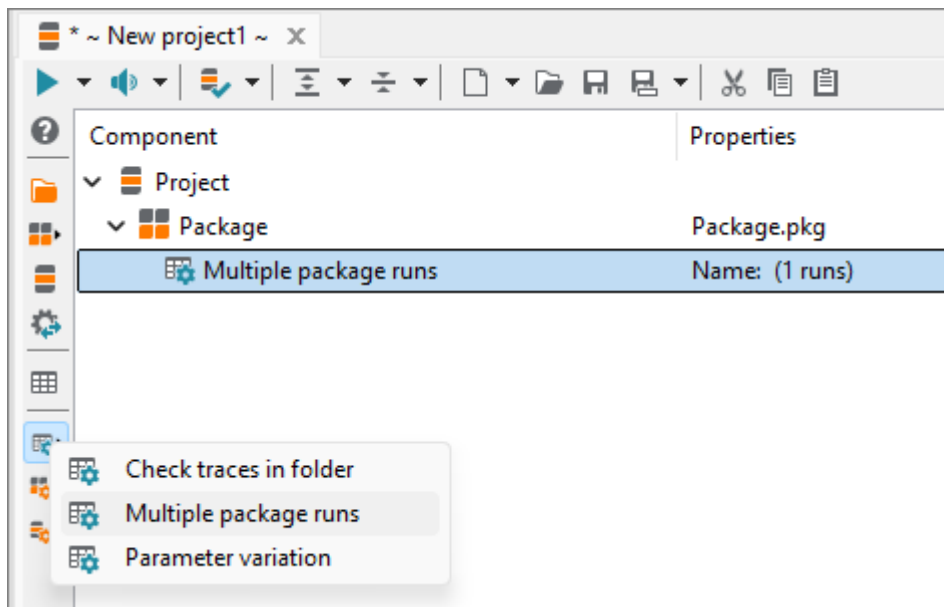 * ~ New project1 ~
Component Properties
Project
Package Package.pkg
Multiple package runs Name: (1 runs)
Check traces in folder
Multiple package runs
Parameter variation